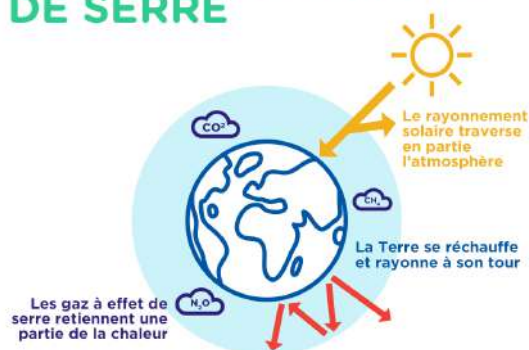 DE SERRE
CO²
Le rayonnement
solaire traverse
en partie
l'atmosphère
CH₄
La Terre se réchauffe
et rayonne à son tour
N₂O
Les gaz à effet de
serre retiennent une
partie de la chaleur